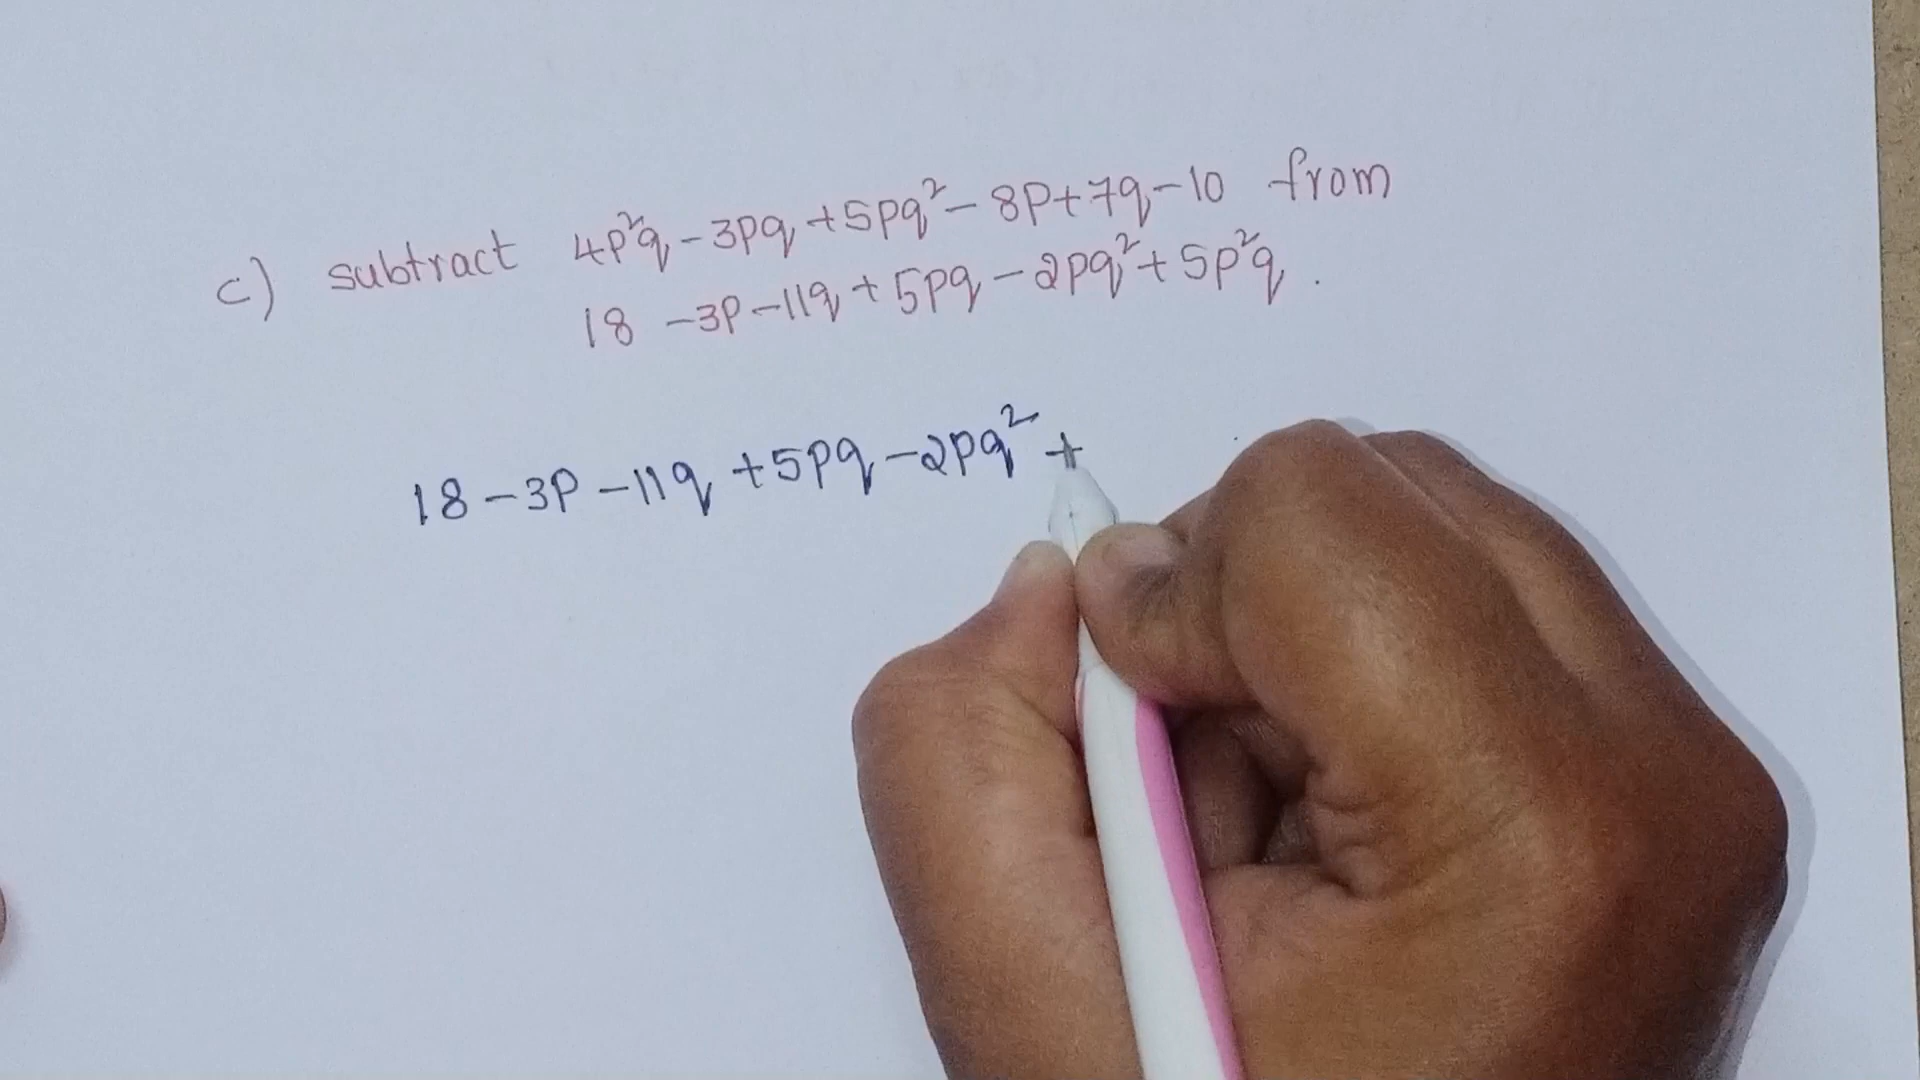 c) subtract 4p²q - 3pq + 5pq² - 8p + 7q - 10 from
18 - 3p - 11q + 5pq - 2pq² + 5p²q .
18 - 3p - 11q + 5pq - 2pq² +